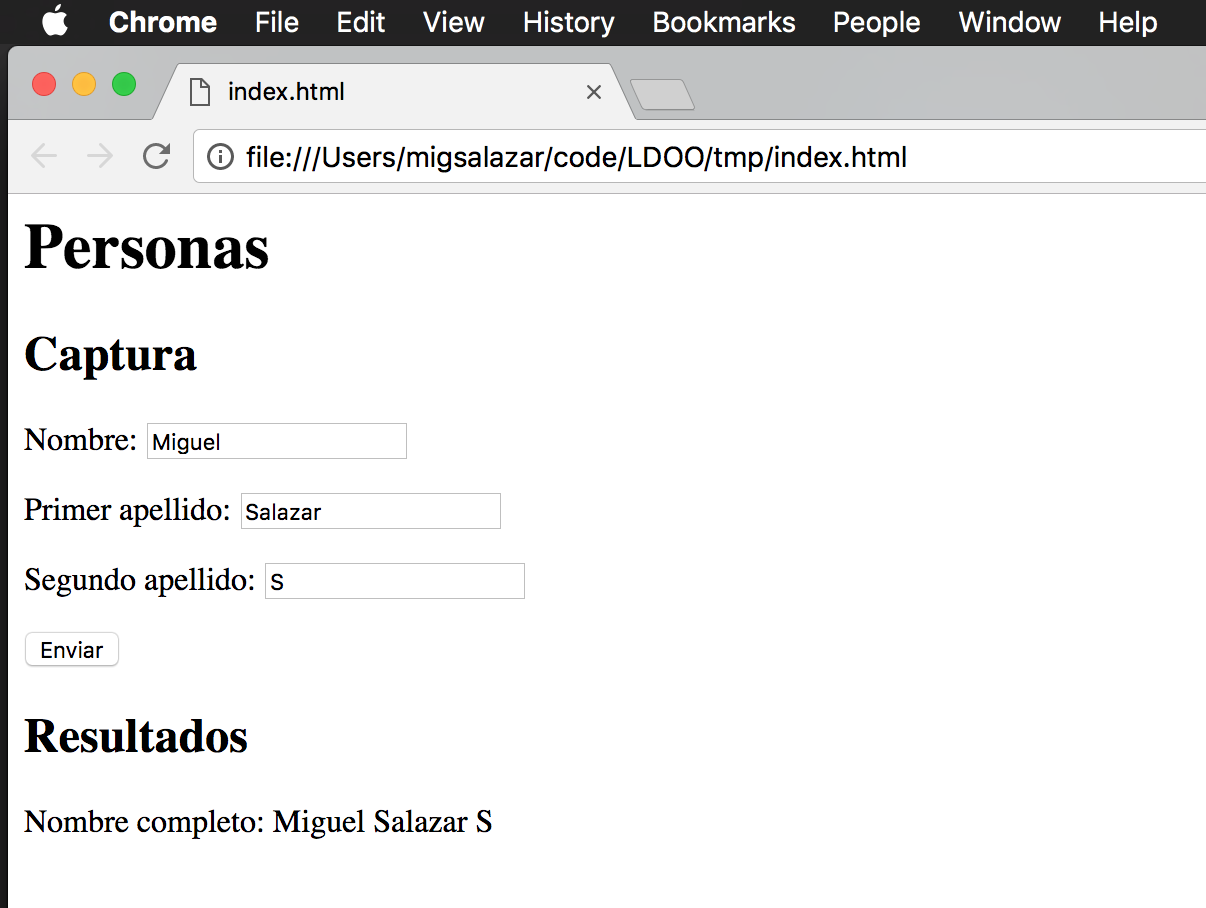 Chrome File Edit View History Bookmarks People Window Help
index.html
file:///Users/migsalazar/code/LDOO/tmp/index.html
Personas
Captura
Nombre: Miguel
Primer apellido: Salazar
Segundo apellido: S
Enviar
Resultados
Nombre completo: Miguel Salazar S